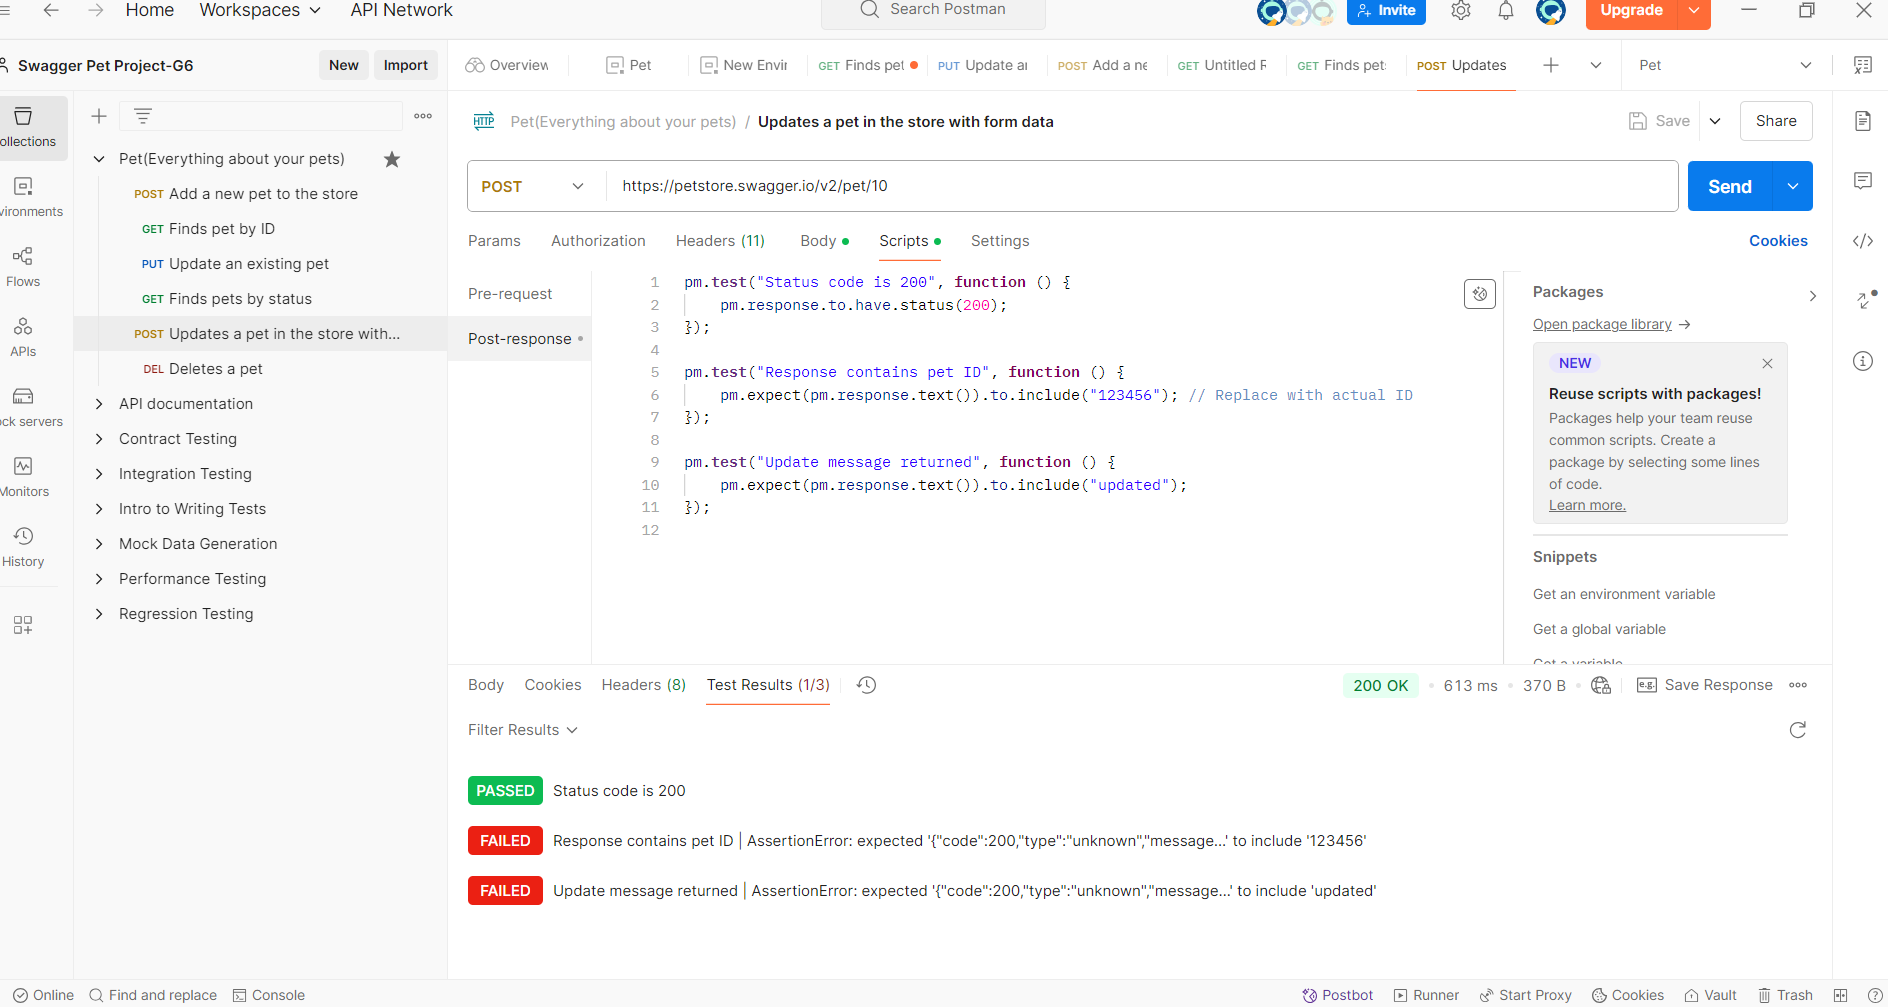 Home Workspaces API Network Search Postman Invite Upgrade
Swagger Pet Project-G6 New Import
Overview Pet New Envir GET Finds pet PUT Update an POST Add a ne GET Untitled R GET Finds pet POST Updates Pet
ollections
vironments
Flows
APIs
ck servers
Monitors
History
Pet(Everything about your pets)
POST Add a new pet to the store
GET Finds pet by ID
PUT Update an existing pet
GET Finds pets by status
POST Updates a pet in the store with...
DEL Deletes a pet
API documentation
Contract Testing
Integration Testing
Intro to Writing Tests
Mock Data Generation
Performance Testing
Regression Testing
HTTP Pet(Everything about your pets) / Updates a pet in the store with form data Save Share
POST https://petstore.swagger.io/v2/pet/10 Send
Params Authorization Headers (11) Body Scripts Settings Cookies
Pre-request
Post-response
1 pm.test("Status code is 200", function () {
2 pm.response.to.have.status(200);
3 });
4
5 pm.test("Response contains pet ID", function () {
6 pm.expect(pm.response.text()).to.include("123456"); // Replace with actual ID
7 });
8
9 pm.test("Update message returned", function () {
10 pm.expect(pm.response.text()).to.include("updated");
11 });
12
Packages
Open package library →
NEW
Reuse scripts with packages!
Packages help your team reuse
common scripts. Create a
package by selecting some lines
of code.
Learn more.
Snippets
Get an environment variable
Get a global variable
Get a variable
Body Cookies Headers (8) Test Results (1/3) 200 OK • 613 ms • 370 B • e.g. Save Response
Filter Results
PASSED Status code is 200
FAILED Response contains pet ID | AssertionError: expected '{"code":200,"type":"unknown","message...' to include '123456'
FAILED Update message returned | AssertionError: expected '{"code":200,"type":"unknown","message...' to include 'updated'
Online Find and replace Console Postbot Runner Start Proxy Cookies Vault Trash